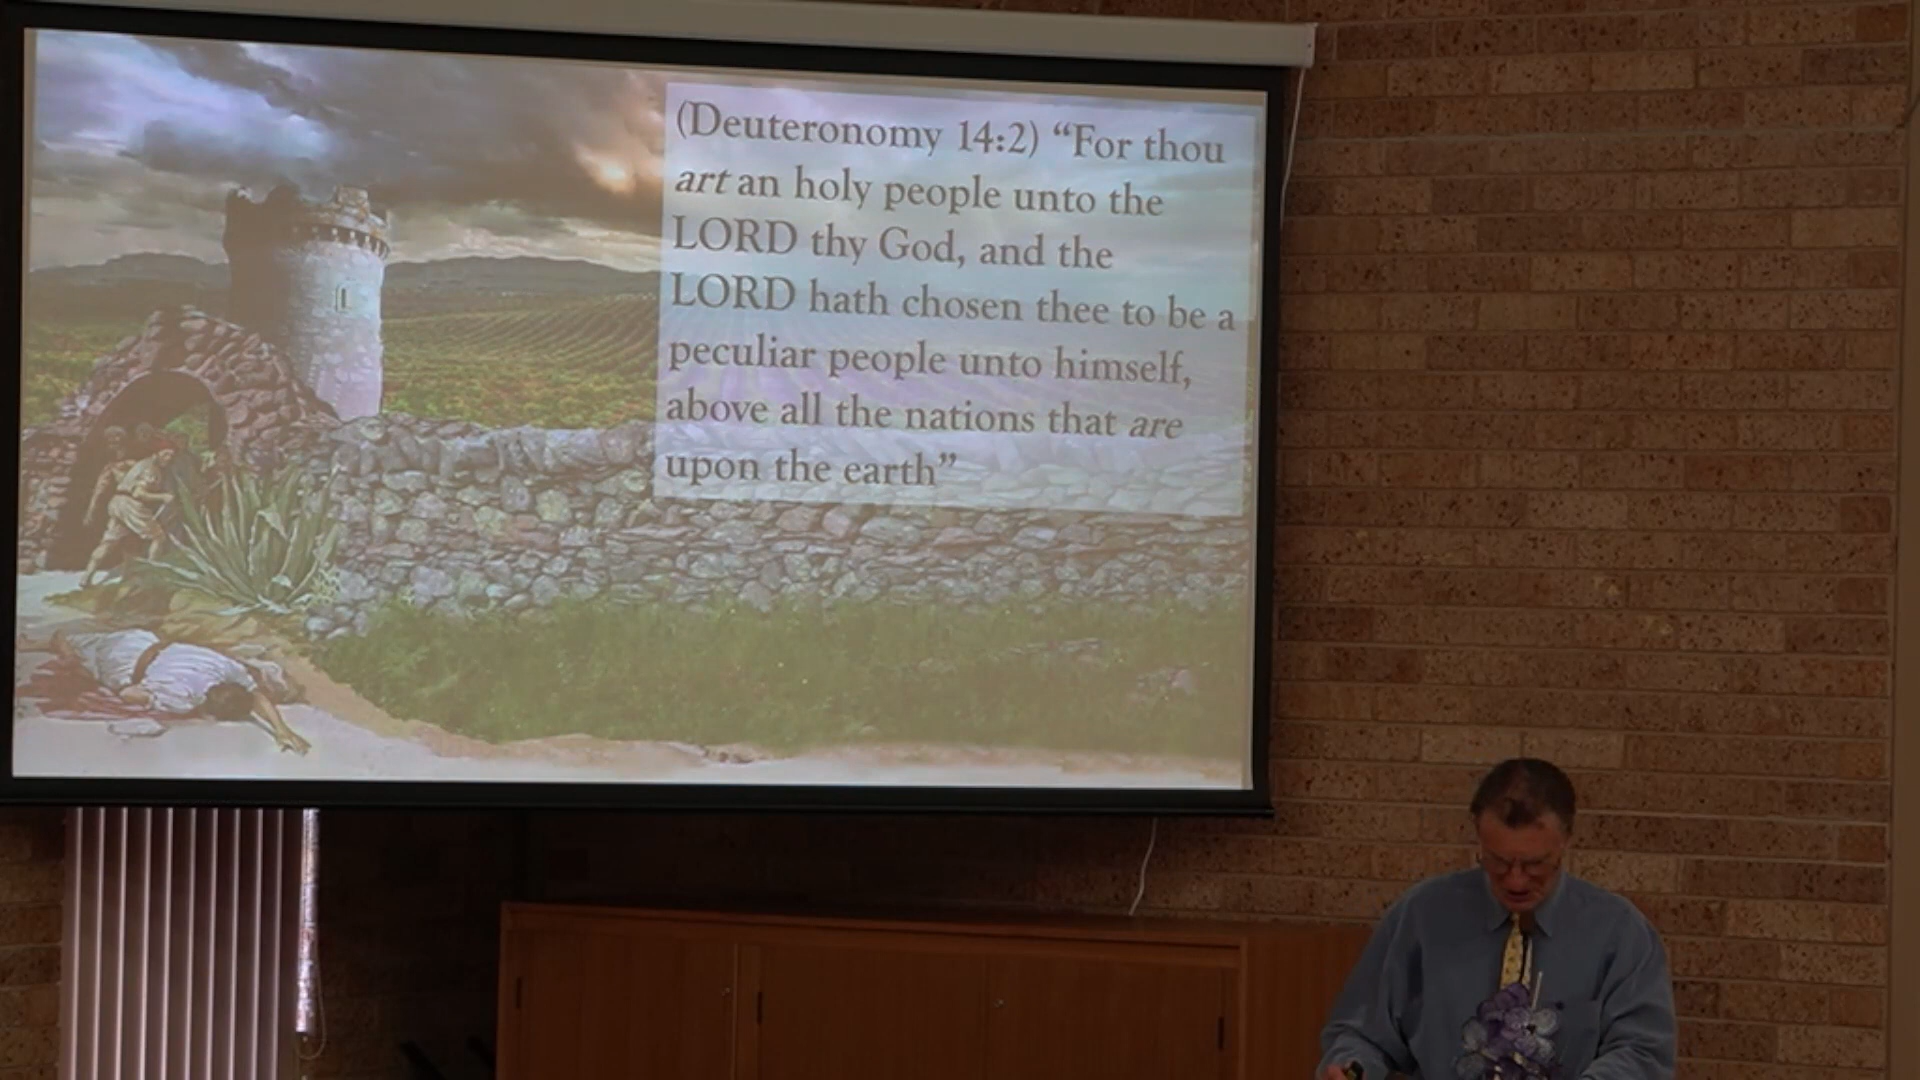 (Deuteronomy 14:2) “For thou
art an holy people unto the
LORD thy God, and the
LORD hath chosen thee to be a
peculiar people unto himself,
above all the nations that are
upon the earth”